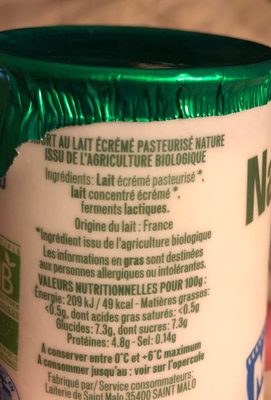 OURT AU LAIT ÉCRÉMÉ PASTEURISÉ NATURE
ISSU DE L'AGRICULTURE BIOLOGIQUE
Ingrédients: Lait écrémé pasteurisé *,
lait concentré écrémé *,
ferments lactiques.
Origine du lait : France
*Ingrédient issu de l'agriculture biologique
Les informations en gras sont destinées
aux personnes allergiques ou intolérantes.
VALEURS NUTRITIONNELLES POUR 100g :
Énergie: 209 kJ / 49 kcal - Matières grasses:
<0.5g, dont acides gras saturés: <0.5g
Glucides: 7.3g, dont sucres: 7.3g
Protéines: 4.8g - Sel: 0.14g
A conserver entre 0°C et +6°C maximum
A consommer jusqu'au: voir sur l'opercule
Fabriqué par/ Service consommateurs:
Laiterie de Saint Malo 35400 SAINT MALO
Na
B